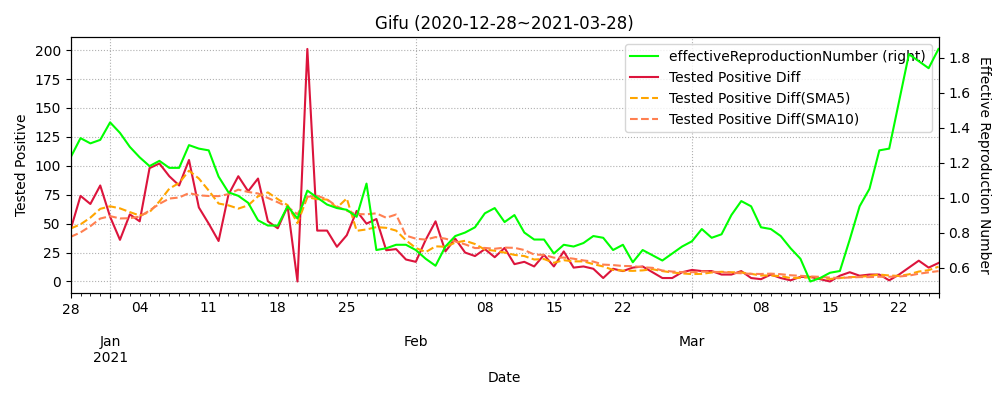 Gifu (2020-12-28~2021-03-28)
effectiveReproductionNumber (right)
Tested Positive Diff
Tested Positive Diff(SMA5)
Tested Positive Diff(SMA10)
200
175
150
125
100
75
50
25
0
Tested Positive
1.8
1.6
1.4
1.2
1.0
0.8
0.6
Effective Reproduction Number
28 04 11 18 25 08 15 22 08 15 22
Jan Feb Mar
2021
Date